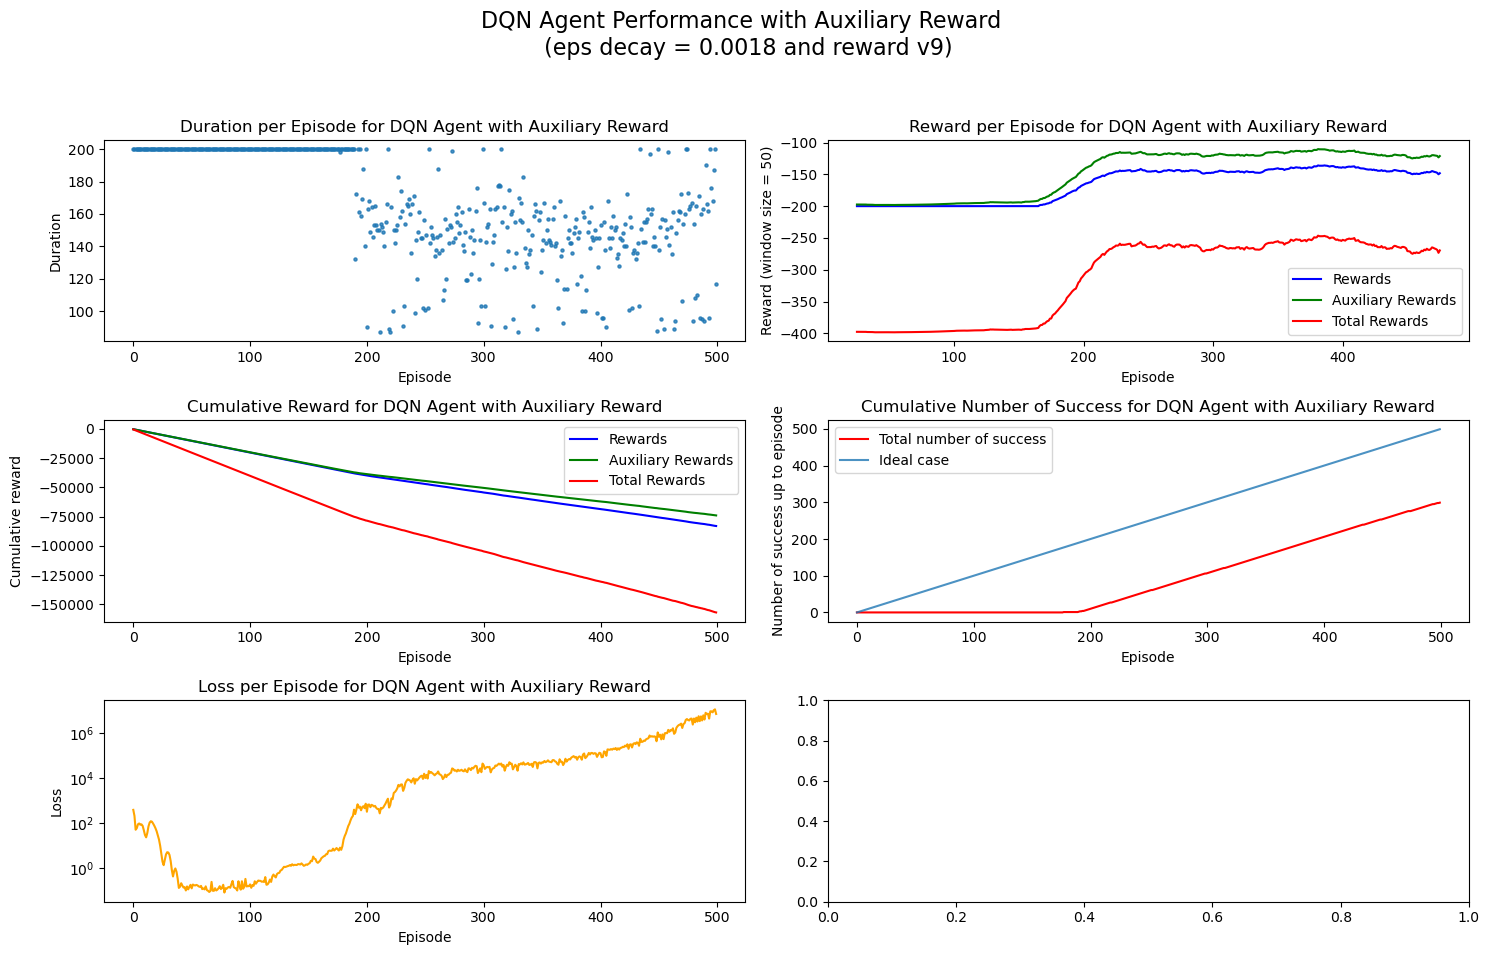 DQN Agent Performance with Auxiliary Reward
(eps decay = 0.0018 and reward v9)
Duration per Episode for DQN Agent with Auxiliary Reward
Duration
200
180
160
140
120
100
0
100
200
300
400
500
Episode
Reward per Episode for DQN Agent with Auxiliary Reward
Reward (window size = 50)
−100
−150
−200
−250
−300
−350
−400
Rewards
Auxiliary Rewards
Total Rewards
100
200
300
400
Episode
Cumulative Reward for DQN Agent with Auxiliary Reward
Cumulative reward
0
−25000
−50000
−75000
−100000
−125000
−150000
Rewards
Auxiliary Rewards
Total Rewards
0
100
200
300
400
500
Episode
Cumulative Number of Success for DQN Agent with Auxiliary Reward
Number of success up to episode
500
400
300
200
100
0
Total number of success
Ideal case
0
100
200
300
400
500
Episode
Loss per Episode for DQN Agent with Auxiliary Reward
Loss
10⁶
10⁴
10²
10⁰
0
100
200
300
400
500
Episode
1.0
0.8
0.6
0.4
0.2
0.0
0.0
0.2
0.4
0.6
0.8
1.0